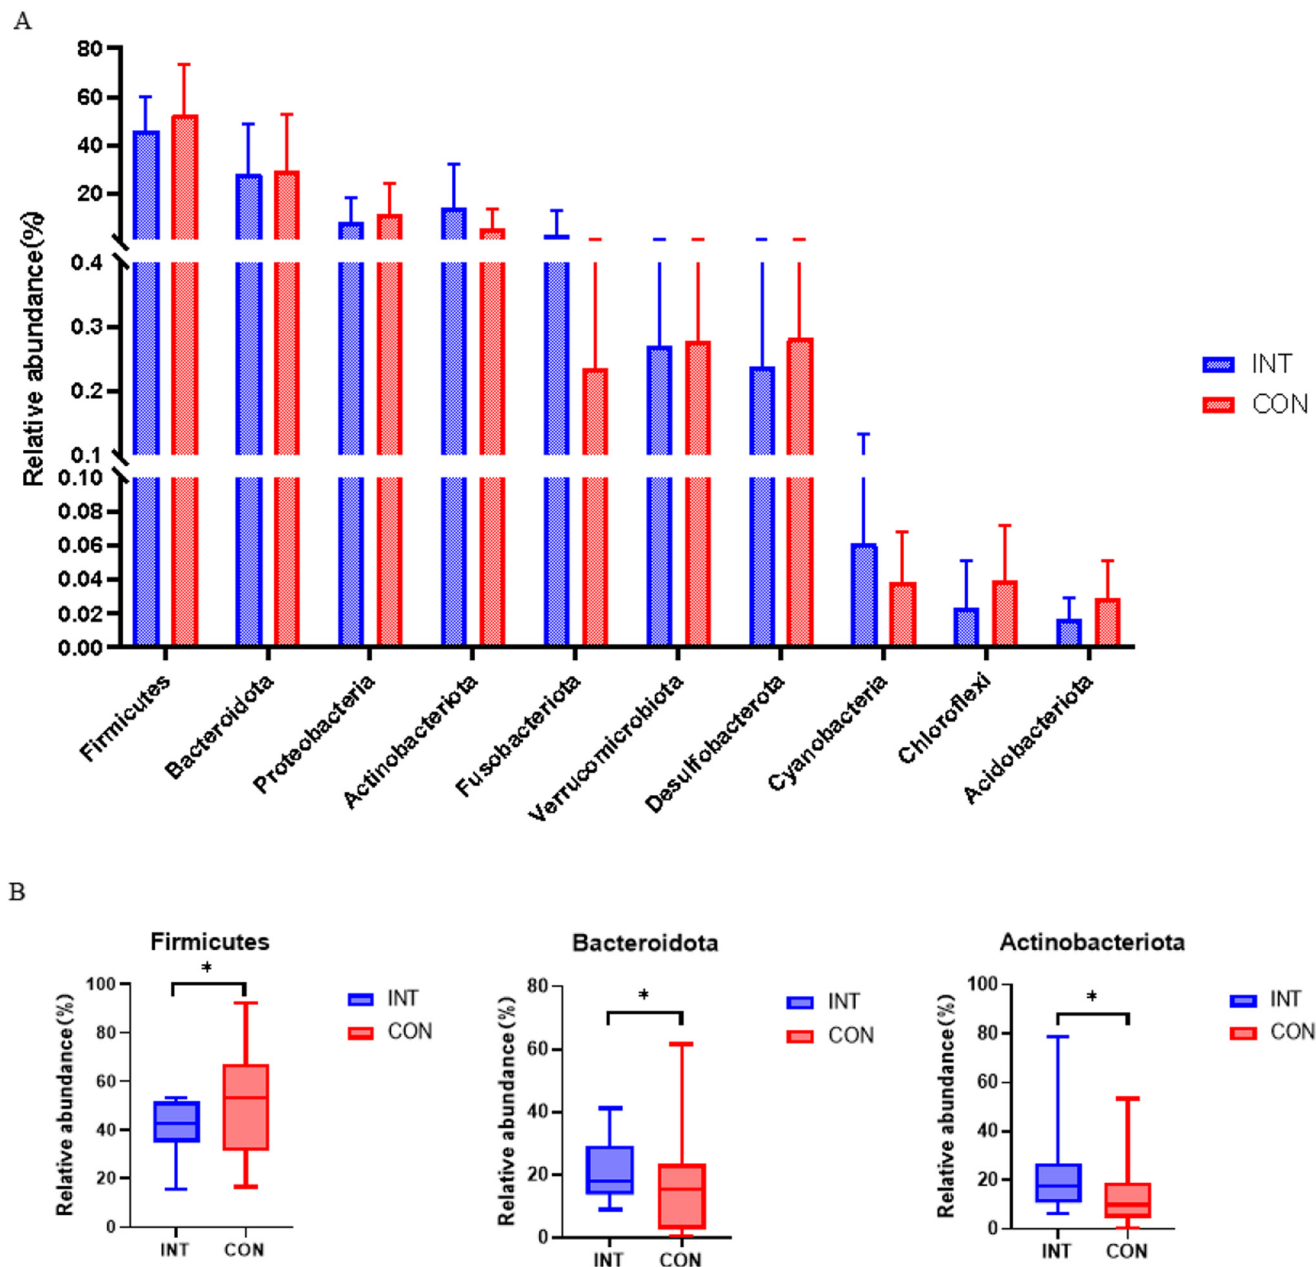 A
Relative abundance(%)
80
60
40
20
0.4
0.3
0.2
0.1
0.10
0.08
0.06
0.04
0.02
0.00
Firmicutes
Bacteroidota
Proteobacteria
Actinobacteriota
Fusobacteriota
Verrucomicrobiota
Desulfobacterota
Cyanobacteria
Chloroflexi
Acidobacteriota
INT
CON
B
Firmicutes
*
Relative abundance(%)
100
80
60
40
20
0
INT
CON
INT
CON
Bacteroidota
*
Relative abundance(%)
80
60
40
20
0
INT
CON
INT
CON
Actinobacteriota
*
Relative abundance(%)
100
80
60
40
20
0
INT
CON
INT
CON